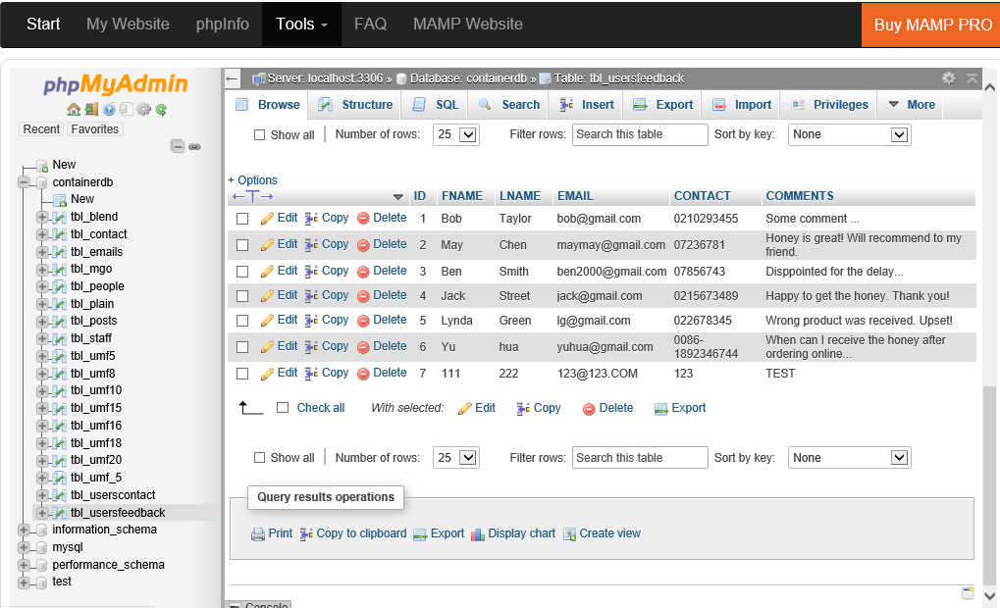 Start My Website phpInfo Tools FAQ MAMP Website Buy MAMP PRO
phpMyAdmin
Recent Favorites
New
containerdb
New
tbl_blend
tbl_contact
tbl_emails
tbl_mgo
tbl_people
tbl_plain
tbl_posts
tbl_staff
tbl_umf5
tbl_umf8
tbl_umf10
tbl_umf15
tbl_umf16
tbl_umf18
tbl_umf20
tbl_umf_5
tbl_userscontact
tbl_usersfeedback
information_schema
mysql
performance_schema
test
Server: localhost:3306 » Database: containerdb » Table: tbl_usersfeedback
Browse Structure SQL Search Insert Export Import Privileges More
Show all Number of rows: 25 Filter rows: Search this table Sort by key: None
+ Options
←T→ ID FNAME LNAME EMAIL CONTACT COMMENTS
Edit Copy Delete 1 Bob Taylor bob@gmail.com 0210293455 Some comment ...
Edit Copy Delete 2 May Chen maymay@gmail.com 07236781 Honey is great! Will recommend to my
friend.
Edit Copy Delete 3 Ben Smith ben2000@gmail.com 07856743 Disppointed for the delay...
Edit Copy Delete 4 Jack Street jack@gmail.com 0215673489 Happy to get the honey. Thank you!
Edit Copy Delete 5 Lynda Green lg@gmail.com 022678345 Wrong product was received. Upset!
Edit Copy Delete 6 Yu hua yuhua@gmail.com 0086- When can I receive the honey after
1892346744 ordering online...
Edit Copy Delete 7 111 222 123@123.COM 123 TEST
Check all With selected: Edit Copy Delete Export
Show all Number of rows: 25 Filter rows: Search this table Sort by key: None
Query results operations
Print Copy to clipboard Export Display chart Create view
Console